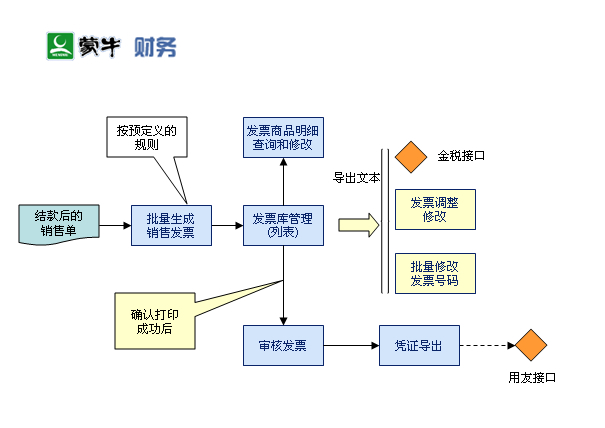 蒙牛 财务
按预定义的
规则
发票商品明细
查询和修改
金税接口
导出文本
结款后的
销售单
批量生成
销售发票
发票库管理
(列表)
发票调整
修改
批量修改
发票号码
确认打印
成功后
审核发票
凭证导出
用友接口